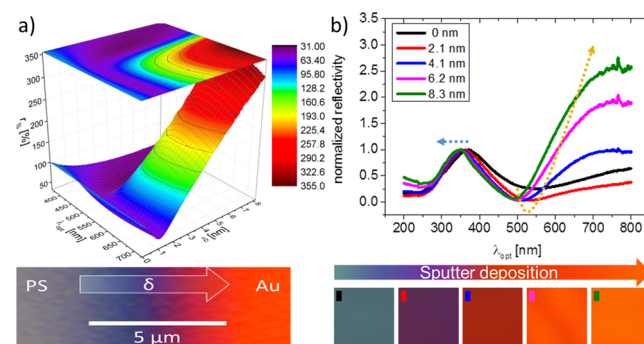 a)
350
300
250
200
150
100
50
400
450
500
550
600
650
700
0
1
2
3
4
5
6
7
8
δ [nm]
31.00
63.40
95.80
128.2
160.6
193.0
225.4
257.8
290.2
322.6
355.0
PS
δ
Au
5 μm
b)
normalized reflectivity
3.5
3.0
2.5
2.0
1.5
1.0
0.5
0.0
0 nm
2.1 nm
4.1 nm
6.2 nm
8.3 nm
200 300 400 500 600 700 800
λopt [nm]
Sputter deposition